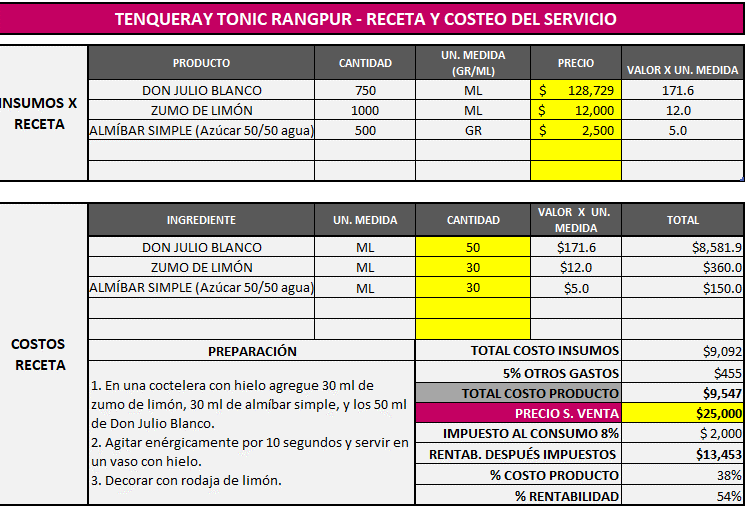 TENQUERAY TONIC RANGPUR - RECETA Y COSTEO DEL SERVICIO
INSUMOS X
RECETA
PRODUCTO CANTIDAD UN. MEDIDA
(GR/ML) PRECIO VALOR X UN. MEDIDA
DON JULIO BLANCO 750 ML $ 128,729 171.6
ZUMO DE LIMÓN 1000 ML $ 12,000 12.0
ALMÍBAR SIMPLE (Azúcar 50/50 agua) 500 GR $ 2,500 5.0
COSTOS
RECETA
INGREDIENTE UN. MEDIDA CANTIDAD VALOR X UN.
MEDIDA TOTAL
DON JULIO BLANCO ML 50 $171.6 $8,581.9
ZUMO DE LIMÓN ML 30 $12.0 $360.0
ALMÍBAR SIMPLE (Azúcar 50/50 agua) ML 30 $5.0 $150.0
PREPARACIÓN
1. En una coctelera con hielo agregue 30 ml de
zumo de limón, 30 ml de almíbar simple, y los 50 ml
de Don Julio Blanco.
2. Agitar enérgicamente por 10 segundos y servir en
un vaso con hielo.
3. Decorar con rodaja de limón.
TOTAL COSTO INSUMOS $9,092
5% OTROS GASTOS $455
TOTAL COSTO PRODUCTO $9,547
PRECIO S. VENTA $25,000
IMPUESTO AL CONSUMO 8% $ 2,000
RENTAB. DESPUÉS IMPUESTOS $13,453
% COSTO PRODUCTO 38%
% RENTABILIDAD 54%